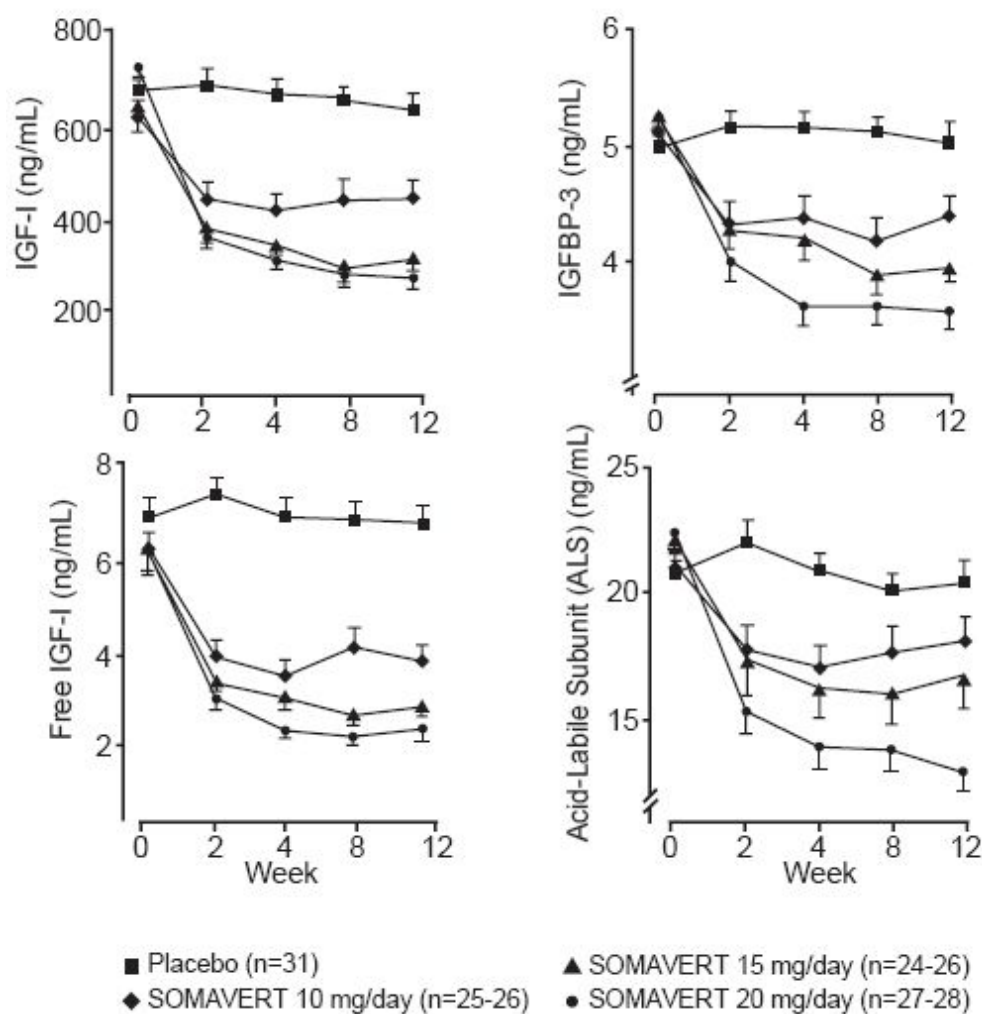 800
600
400
200
IGF-I (ng/mL)
0 2 4 8 12
6
5
4
IGFBP-3 (ng/mL)
0 2 4 8 12
8
6
4
2
Free IGF-I (ng/mL)
0 2 4 8 12
Week
25
20
15
Acid-Labile Subunit (ALS) (ng/mL)
0 2 4 8 12
Week
Placebo (n=31)
SOMAVERT 10 mg/day (n=25-26)
SOMAVERT 15 mg/day (n=24-26)
SOMAVERT 20 mg/day (n=27-28)